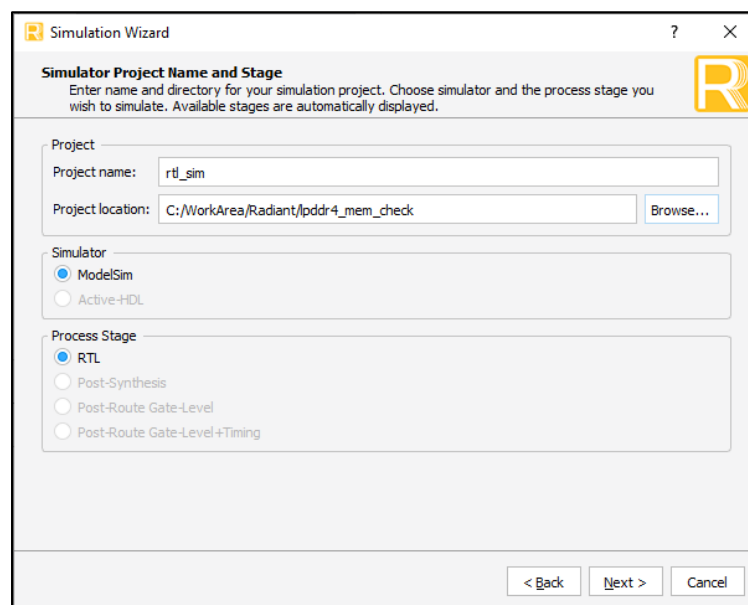 Simulation Wizard
?
Simulator Project Name and Stage
Enter name and directory for your simulation project. Choose simulator and the process stage you
wish to simulate. Available stages are automatically displayed.
Project
Project name: rtl_sim
Project location: C:/WorkArea/Radiant/lpddr4_mem_check Browse...
Simulator
ModelSim
Active-HDL
Process Stage
RTL
Post-Synthesis
Post-Route Gate-Level
Post-Route Gate-Level+Timing
< Back Next > Cancel